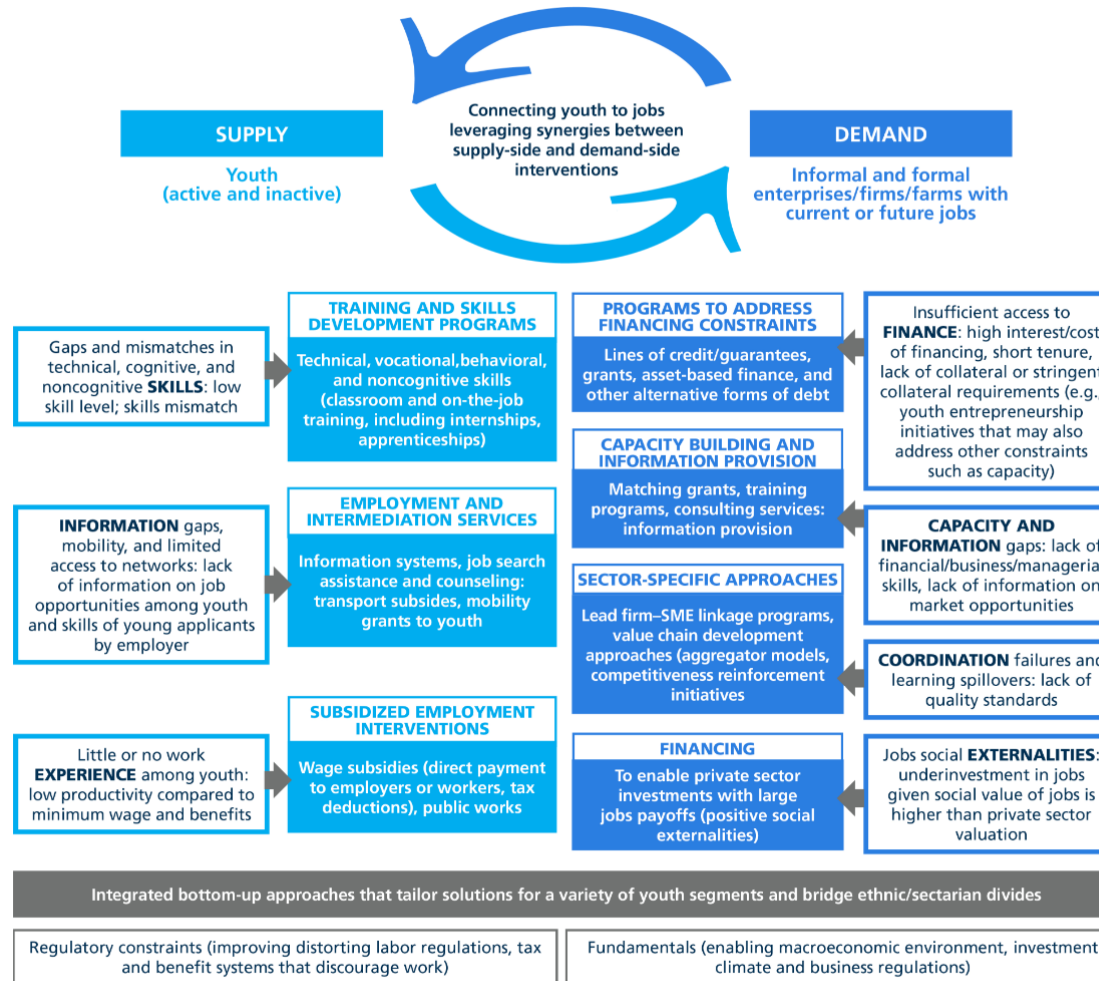 Connecting youth to jobs
leveraging synergies between
supply-side and demand-side
interventions
SUPPLY
Youth
(active and inactive)
DEMAND
Informal and formal
enterprises/firms/farms with
current or future jobs
Gaps and mismatches in
technical, cognitive, and
noncognitive SKILLS: low
skill level; skills mismatch
TRAINING AND SKILLS
DEVELOPMENT PROGRAMS
Technical, vocational,behavioral,
and noncognitive skills
(classroom and on-the-job
training, including internships,
apprenticeships)
INFORMATION gaps,
mobility, and limited
access to networks: lack
of information on job
opportunities among youth
and skills of young applicants
by employer
EMPLOYMENT AND
INTERMEDIATION SERVICES
Information systems, job search
assistance and counseling:
transport subsides, mobility
grants to youth
Little or no work
EXPERIENCE among youth:
low productivity compared to
minimum wage and benefits
SUBSIDIZED EMPLOYMENT
INTERVENTIONS
Wage subsidies (direct payment
to employers or workers, tax
deductions), public works
PROGRAMS TO ADDRESS
FINANCING CONSTRAINTS
Lines of credit/guarantees,
grants, asset-based finance, and
other alternative forms of debt
Insufficient access to
FINANCE: high interest/cost
of financing, short tenure,
lack of collateral or stringent
collateral requirements (e.g.,
youth entrepreneurship
initiatives that may also
address other constraints
such as capacity)
CAPACITY BUILDING AND
INFORMATION PROVISION
Matching grants, training
programs, consulting services:
information provision
CAPACITY AND
INFORMATION gaps: lack of
financial/business/managerial
skills, lack of information on
market opportunities
SECTOR-SPECIFIC APPROACHES
Lead firm–SME linkage programs,
value chain development
approaches (aggregator models,
competitiveness reinforcement
initiatives
COORDINATION failures and
learning spillovers: lack of
quality standards
FINANCING
To enable private sector
investments with large
jobs payoffs (positive social
externalities)
Jobs social EXTERNALITIES:
underinvestment in jobs
given social value of jobs is
higher than private sector
valuation
Integrated bottom-up approaches that tailor solutions for a variety of youth segments and bridge ethnic/sectarian divides
Regulatory constraints (improving distorting labor regulations, tax
and benefit systems that discourage work)
Fundamentals (enabling macroeconomic environment, investment
climate and business regulations)